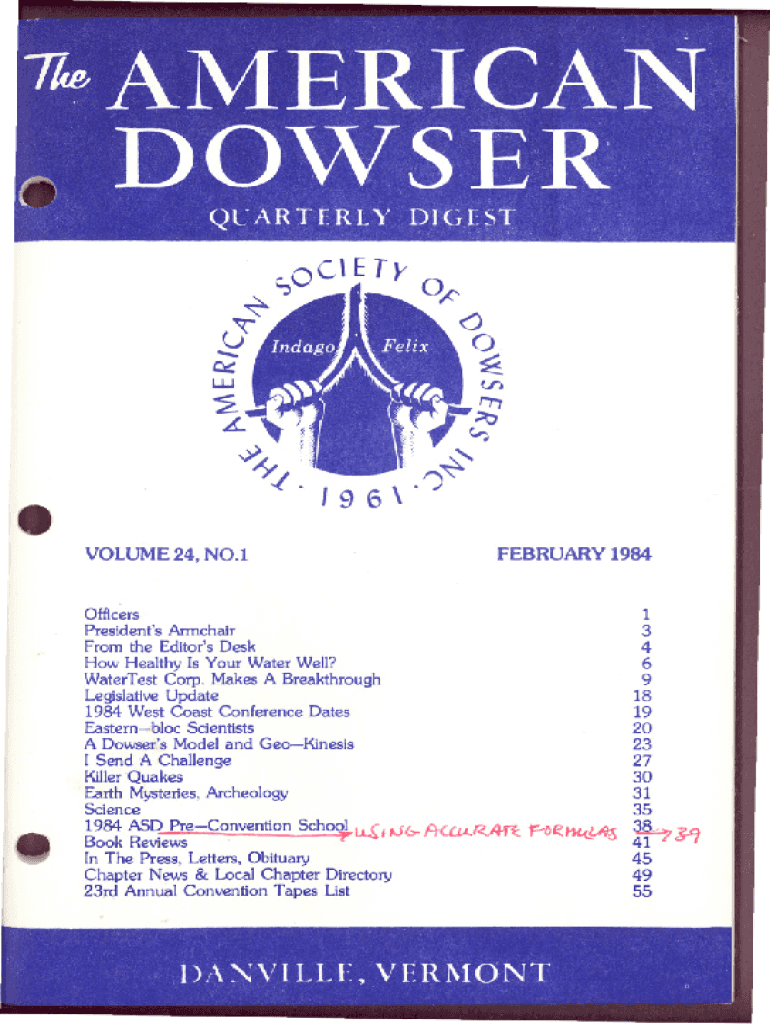 The AMERICAN
DOWSER
QUARTERLY DIGEST
THE AMERICAN SOCIETY OF DOWSERS INC. · 1961 ·
Indago Felix
VOLUME 24, NO.1 FEBRUARY 1984
Officers 1
President's Armchair 3
From the Editor's Desk 4
How Healthy Is Your Water Well? 6
WaterTest Corp. Makes A Breakthrough 9
Legislative Update 18
1984 West Coast Conference Dates 19
Eastern—bloc Scientists 20
A Dowser's Model and Geo—Kinesis 23
I Send A Challenge 27
Killer Quakes 30
Earth Mysteries, Archeology 31
Science 35
1984 ASD Pre—Convention School USING ACCURATE FORMULAS 38 → 39
Book Reviews 41
In The Press, Letters, Obituary 45
Chapter News & Local Chapter Directory 49
23rd Annual Convention Tapes List 55
DANVILLE, VERMONT